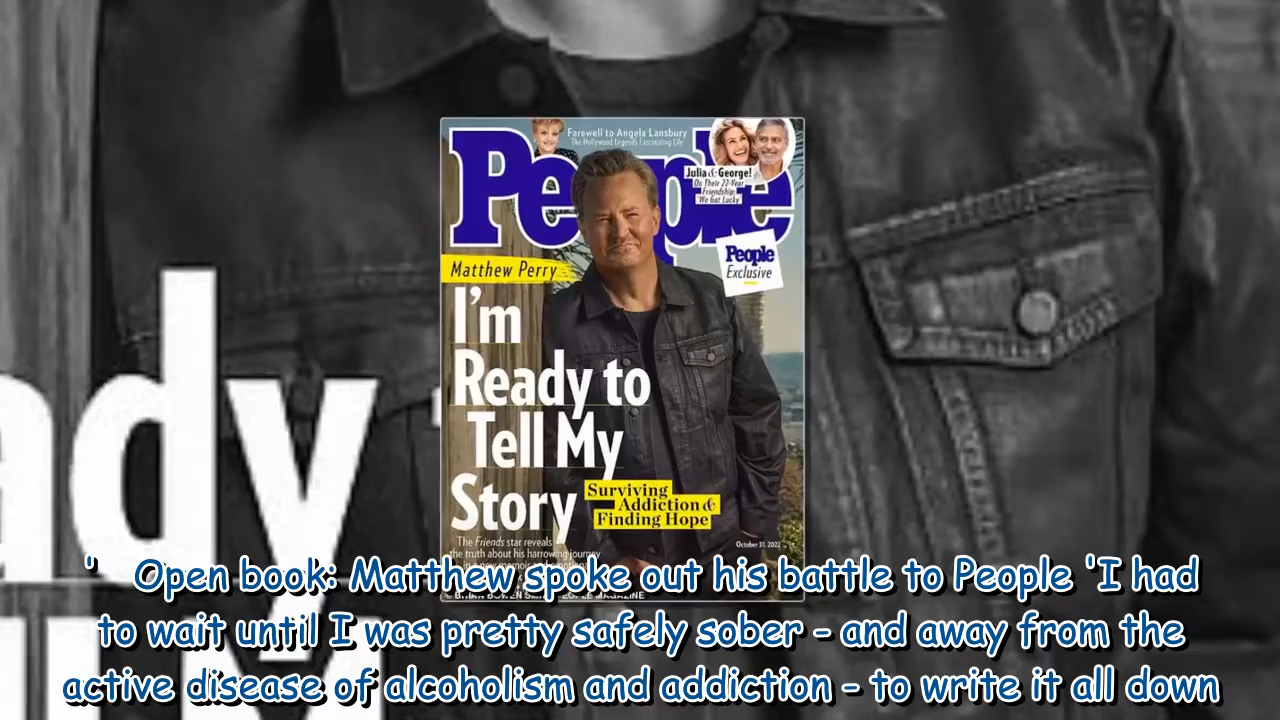 Farewell to Angela Lansbury
The Hollywood Legends Fascinating Life
People
Julia & George!
On Their 22-Year
Friendship:
'We Got Lucky'
People
Exclusive
Matthew Perry
I'm
Ready to
Tell My
Story
Surviving
Addiction &
Finding Hope
The Friends star reveals
the truth about his harrowing journey
October 31, 2022
ady
' Open book: Matthew spoke out his battle to People 'I had
to wait until I was pretty safely sober - and away from the
active disease of alcoholism and addiction - to write it all down